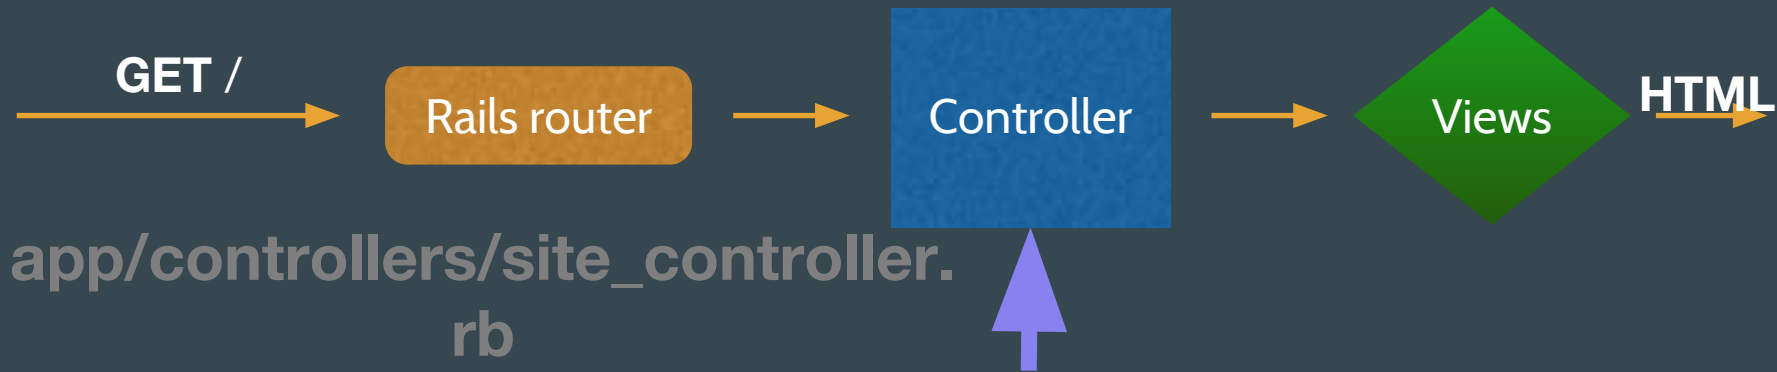 GET /
Rails router
Controller
Views
HTML
app/controllers/site_controller.
rb